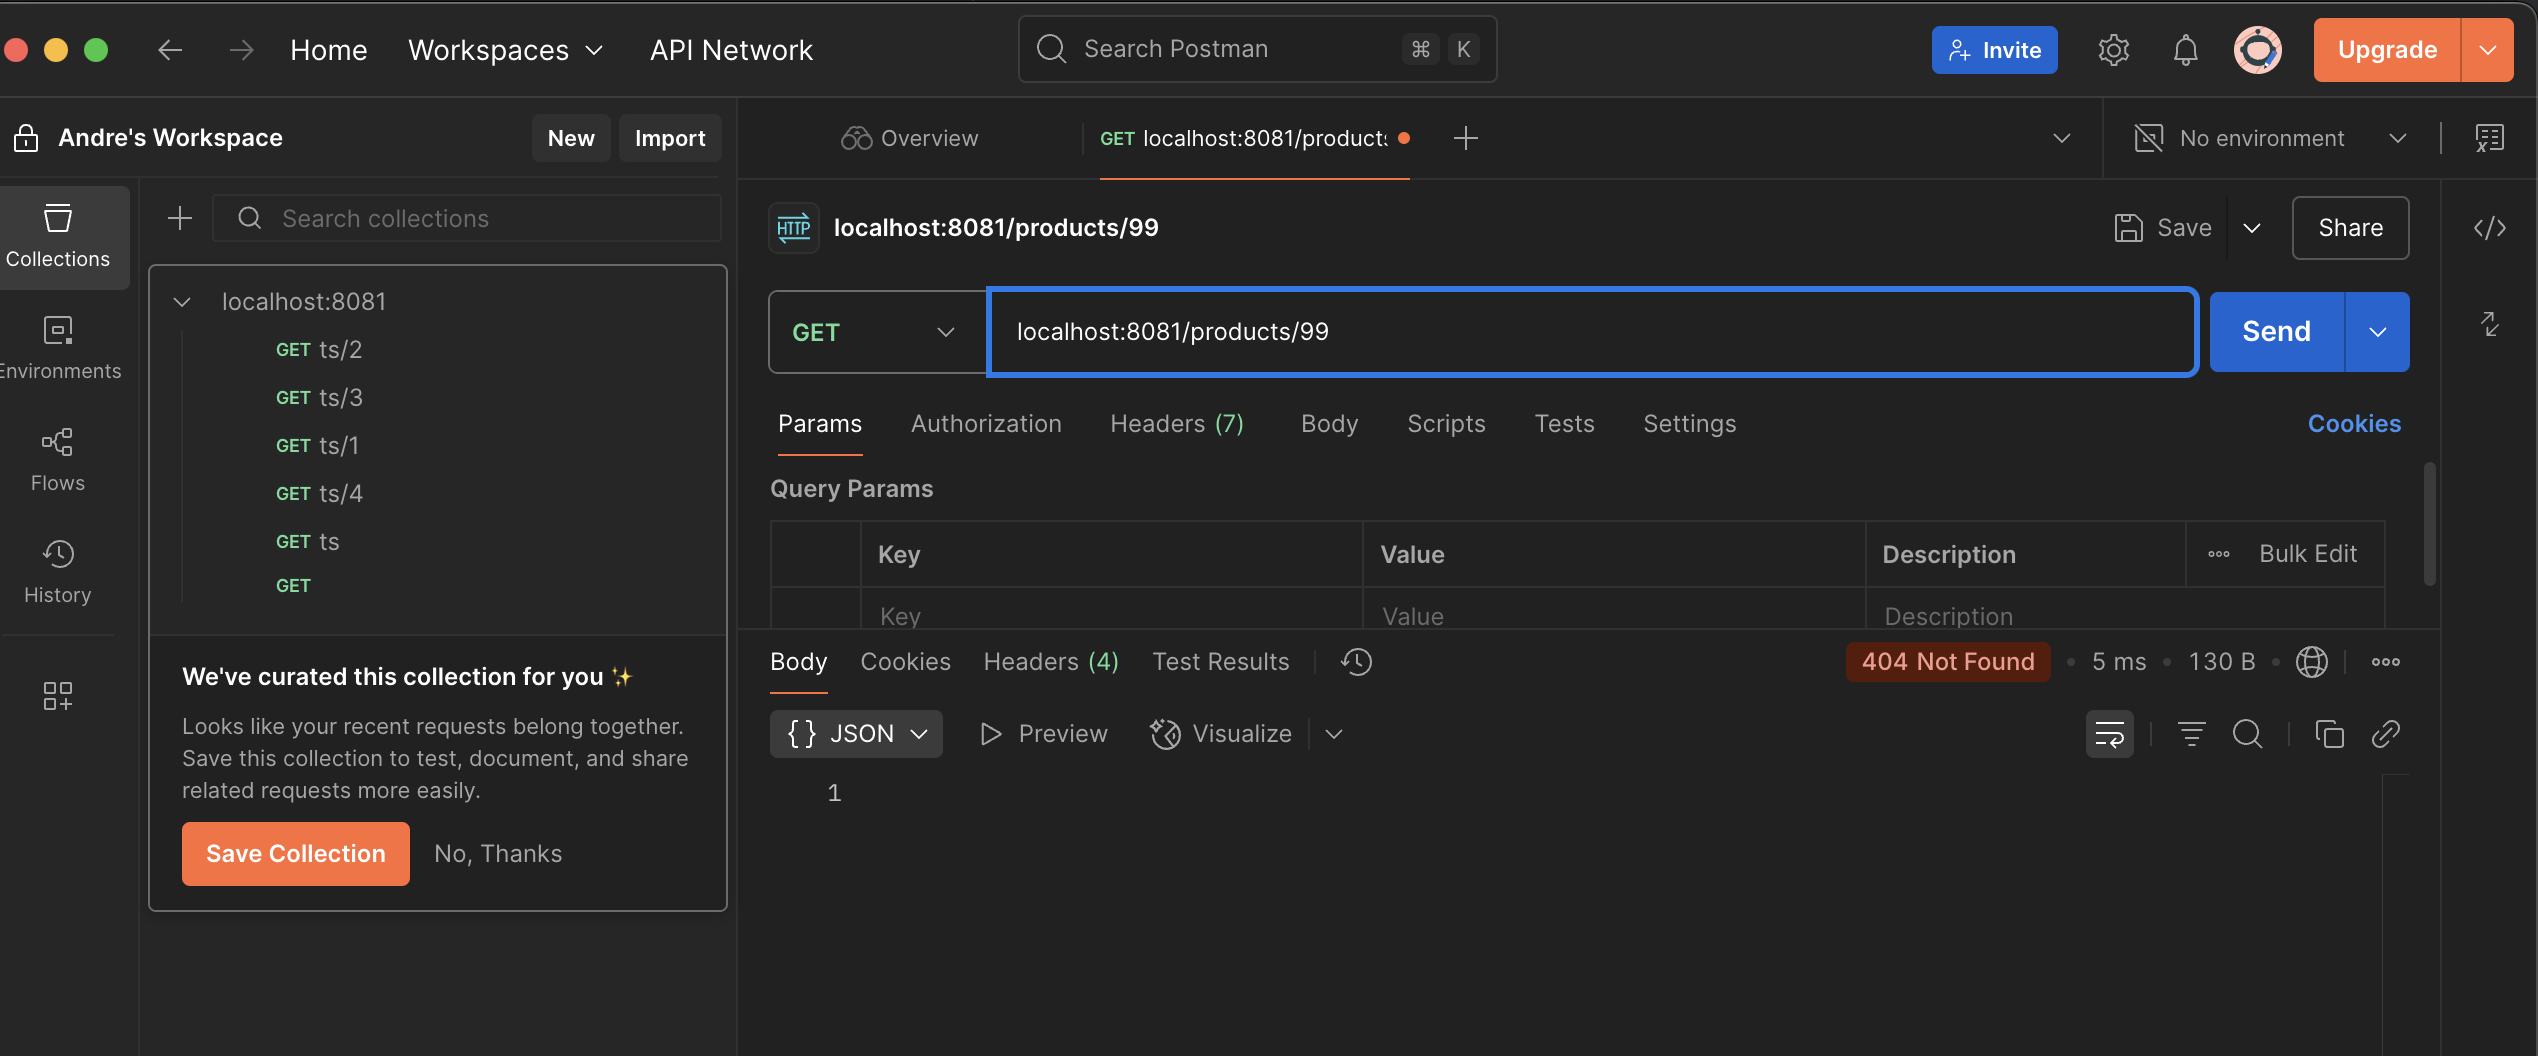 Home Workspaces API Network Search Postman ⌘ K Invite Upgrade
Andre's Workspace New Import
Overview GET localhost:8081/product No environment
Search collections
Collections
Environments
Flows
History
localhost:8081
GET ts/2
GET ts/3
GET ts/1
GET ts/4
GET ts
GET
We've curated this collection for you ✨
Looks like your recent requests belong together.
Save this collection to test, document, and share
related requests more easily.
Save Collection No, Thanks
HTTP localhost:8081/products/99 Save Share
GET localhost:8081/products/99 Send
Params Authorization Headers (7) Body Scripts Tests Settings Cookies
Query Params
Key Value Description Bulk Edit
Key Value Description
Body Cookies Headers (4) Test Results 404 Not Found • 5 ms • 130 B •
{} JSON Preview Visualize
1